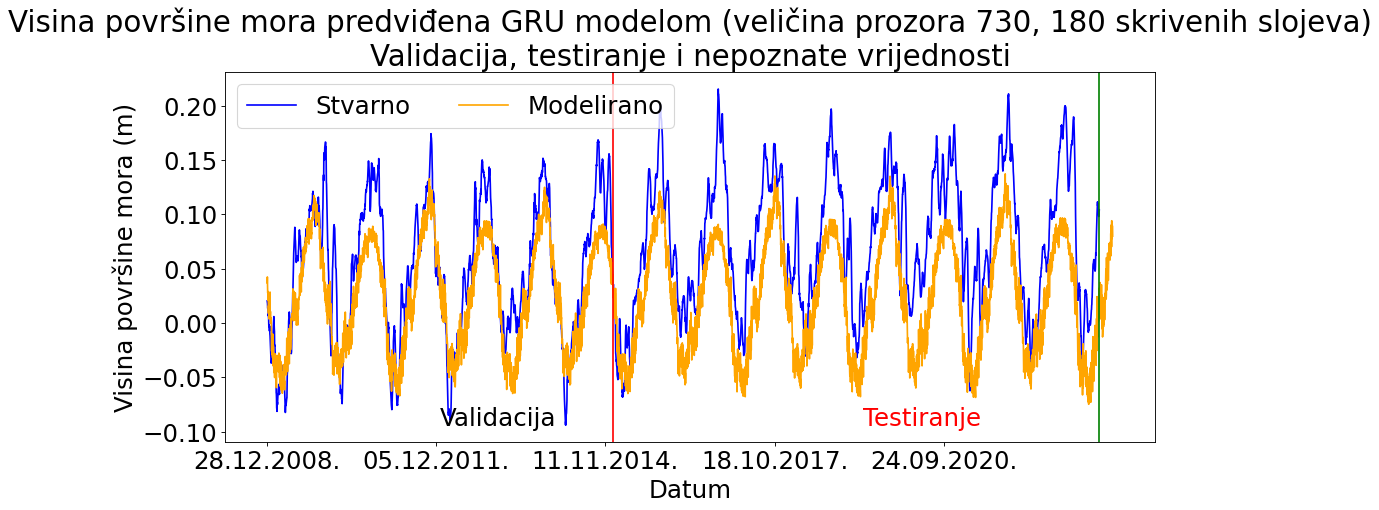 Visina površine mora predviđena GRU modelom (veličina prozora 730, 180 skrivenih slojeva)
Validacija, testiranje i nepoznate vrijednosti
Stvarno
Modelirano
Visina površine mora (m)
0.20
0.15
0.10
0.05
0.00
−0.05
−0.10
Validacija
Testiranje
28.12.2008.
05.12.2011.
11.11.2014.
18.10.2017.
24.09.2020.
Datum